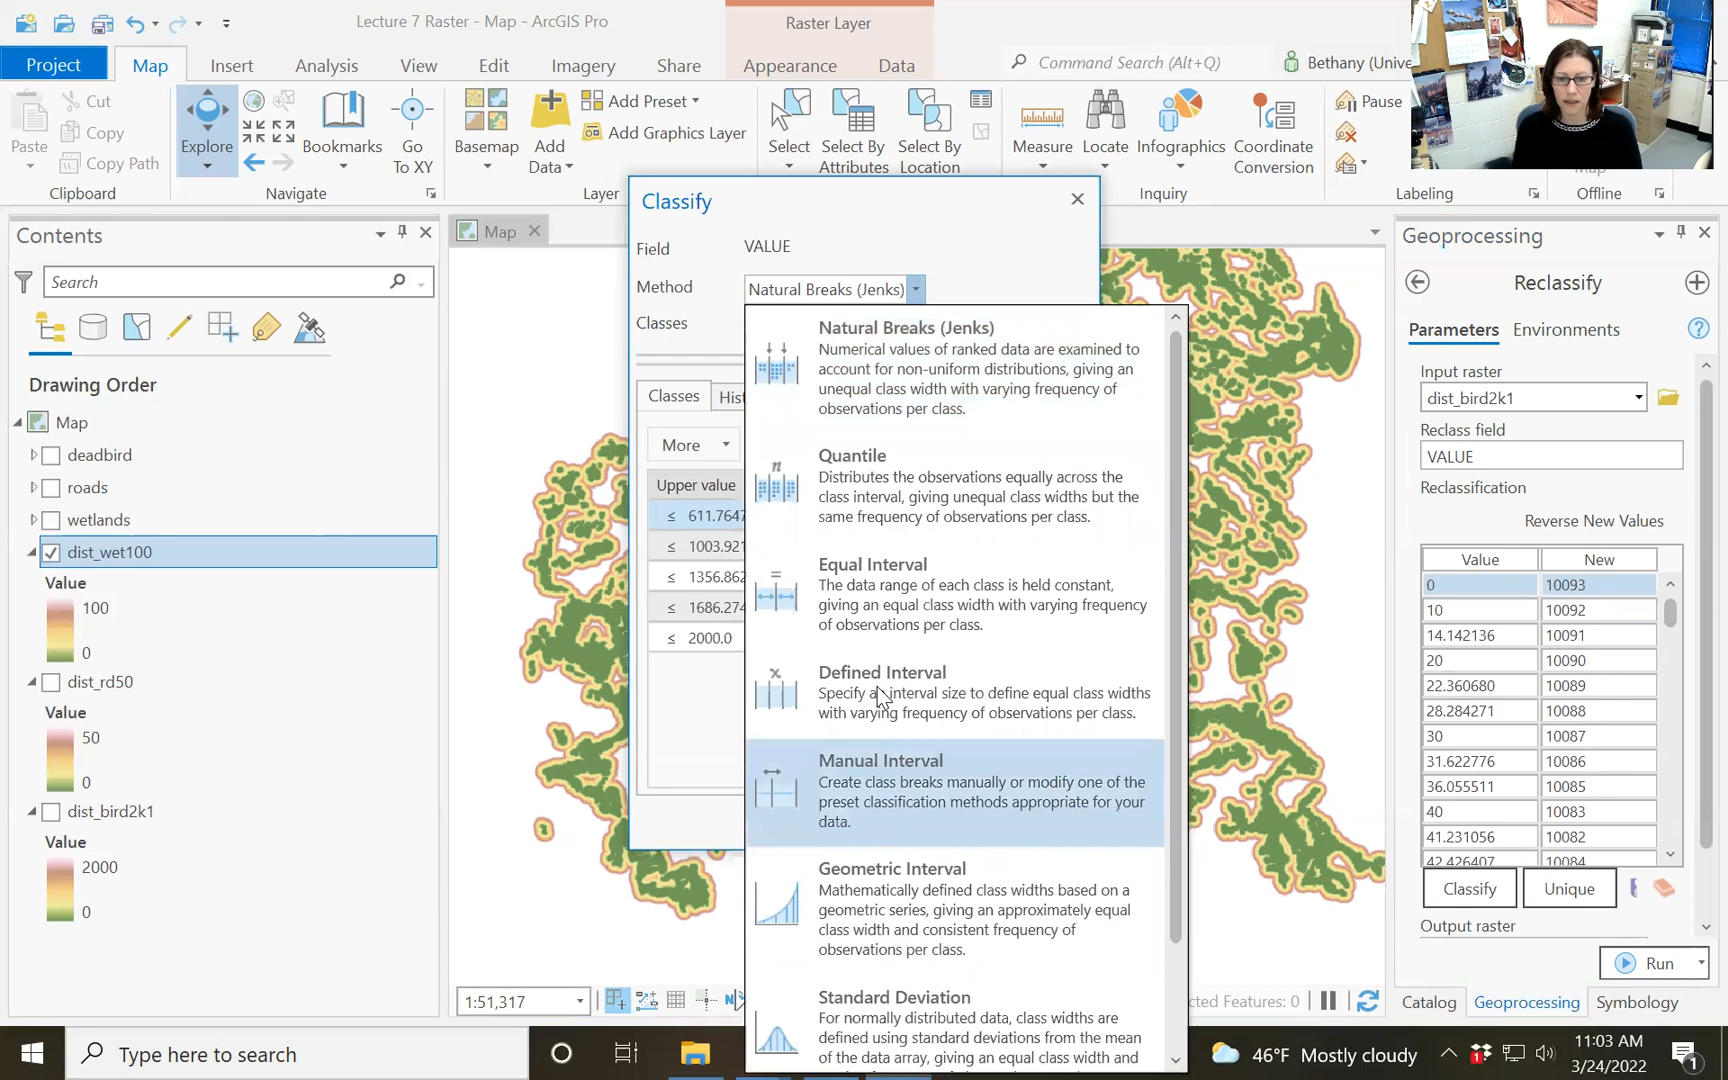 Lecture 7 Raster - Map - ArcGIS Pro
Raster Layer
Project
Map
Insert
Analysis
View
Edit
Imagery
Share
Appearance
Data
Command Search (Alt+Q)
Bethany (Unive
Paste
Cut
Copy
Copy Path
Clipboard
Explore
Bookmarks
Go
To XY
Navigate
Basemap
Add
Data
Add Preset
Add Graphics Layer
Layer
Select
Select By
Attributes
Select By
Location
Measure
Locate
Infographics
Coordinate
Conversion
Inquiry
Pause
Labeling
Map
Offline
Contents
Search
Drawing Order
Map
deadbird
roads
wetlands
dist_wet100
Value
100
0
dist_rd50
Value
50
0
dist_bird2k1
Value
2000
0
Map
1:51,317
cted Features: 0
Classify
Field
VALUE
Method
Natural Breaks (Jenks)
Classes
Classes
His
More
Upper value
≤ 611.7647
≤ 1003.921
≤ 1356.862
≤ 1686.274
≤ 2000.0
Natural Breaks (Jenks)
Numerical values of ranked data are examined to
account for non-uniform distributions, giving an
unequal class width with varying frequency of
observations per class.
Quantile
Distributes the observations equally across the
class interval, giving unequal class widths but the
same frequency of observations per class.
Equal Interval
The data range of each class is held constant,
giving an equal class width with varying frequency
of observations per class.
Defined Interval
Specify an interval size to define equal class widths
with varying frequency of observations per class.
Manual Interval
Create class breaks manually or modify one of the
preset classification methods appropriate for your
data.
Geometric Interval
Mathematically defined class widths based on a
geometric series, giving an approximately equal
class width and consistent frequency of
observations per class.
Standard Deviation
For normally distributed data, class widths are
defined using standard deviations from the mean
of the data array, giving an equal class width and
Geoprocessing
Reclassify
Parameters
Environments
Input raster
dist_bird2k1
Reclass field
VALUE
Reclassification
Reverse New Values
Value New
0 10093
10 10092
14.142136 10091
20 10090
22.360680 10089
28.284271 10088
30 10087
31.622776 10086
36.055511 10085
40 10083
41.231056 10082
42.426407 10084
Classify
Unique
Output raster
Run
Catalog
Geoprocessing
Symbology
Type here to search
46°F Mostly cloudy
1
11:03 AM
3/24/2022
1